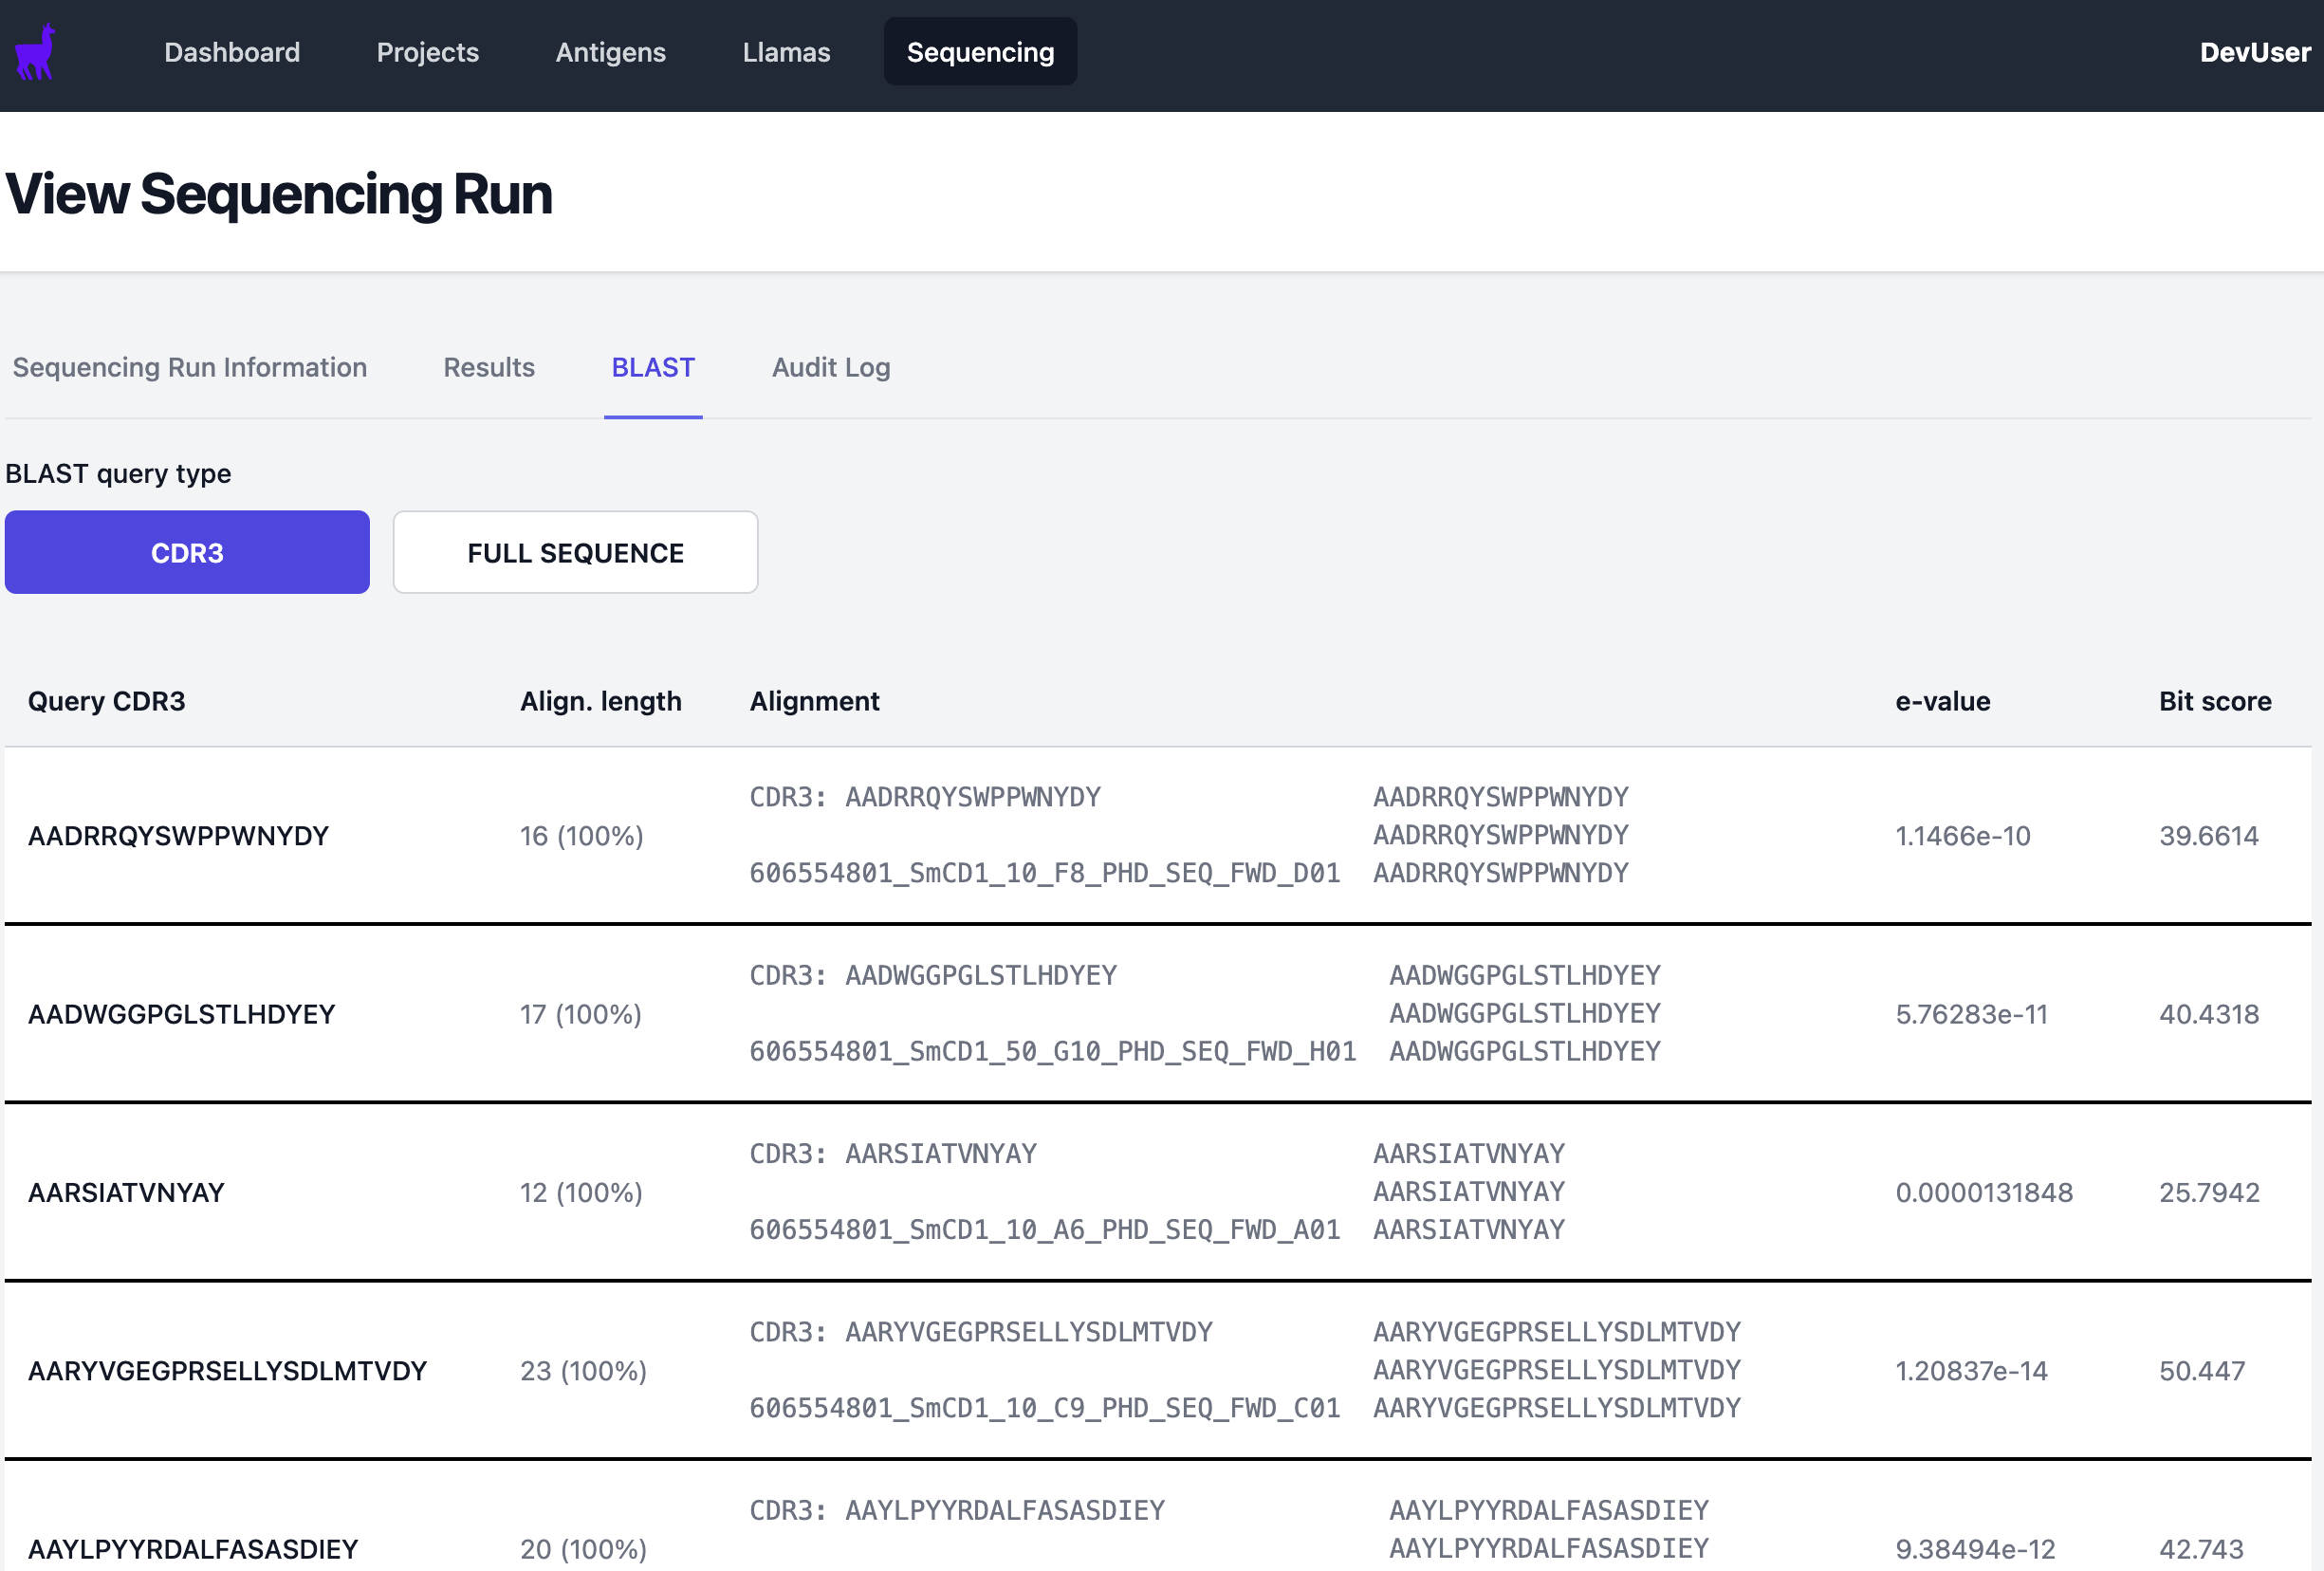 Dashboard Projects Antigens Llamas Sequencing DevUser
View Sequencing Run
Sequencing Run Information Results BLAST Audit Log
BLAST query type
CDR3 FULL SEQUENCE
Query CDR3 Align. length Alignment e-value Bit score
CDR3: AADRRQYSWPPWNYDY AADRRQYSWPPWNYDY
AADRRQYSWPPWNYDY 16 (100%) AADRRQYSWPPWNYDY 1.1466e-10 39.6614
606554801_SmCD1_10_F8_PHD_SEQ_FWD_D01 AADRRQYSWPPWNYDY
CDR3: AADWGGPGLSTLHDYEY AADWGGPGLSTLHDYEY
AADWGGPGLSTLHDYEY 17 (100%) AADWGGPGLSTLHDYEY 5.76283e-11 40.4318
606554801_SmCD1_50_G10_PHD_SEQ_FWD_H01 AADWGGPGLSTLHDYEY
CDR3: AARSIATVNYAY AARSIATVNYAY
AARSIATVNYAY 12 (100%) AARSIATVNYAY 0.0000131848 25.7942
606554801_SmCD1_10_A6_PHD_SEQ_FWD_A01 AARSIATVNYAY
CDR3: AARYVGEGPRSELLYSDLMTVDY AARYVGEGPRSELLYSDLMTVDY
AARYVGEGPRSELLYSDLMTVDY 23 (100%) AARYVGEGPRSELLYSDLMTVDY 1.20837e-14 50.447
606554801_SmCD1_10_C9_PHD_SEQ_FWD_C01 AARYVGEGPRSELLYSDLMTVDY
CDR3: AAYLPYYRDALFASASDIEY AAYLPYYRDALFASASDIEY
AAYLPYYRDALFASASDIEY 20 (100%) AAYLPYYRDALFASASDIEY 9.38494e-12 42.743